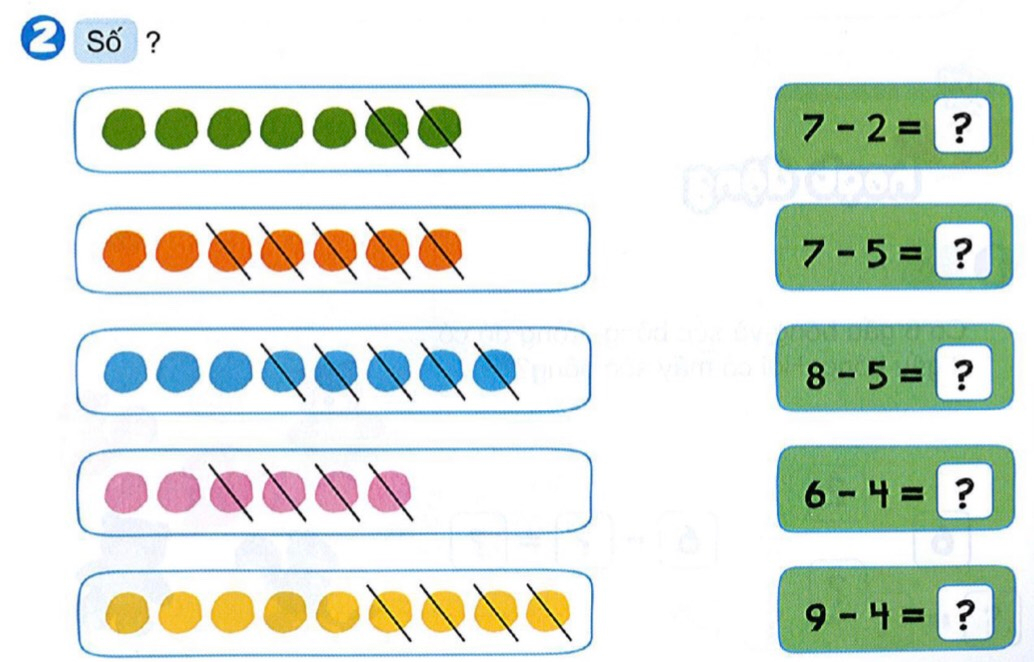 2 Số ?
7 - 2 = ?
7 - 5 = ?
8 - 5 = ?
6 - 4 = ?
9 - 4 = ?